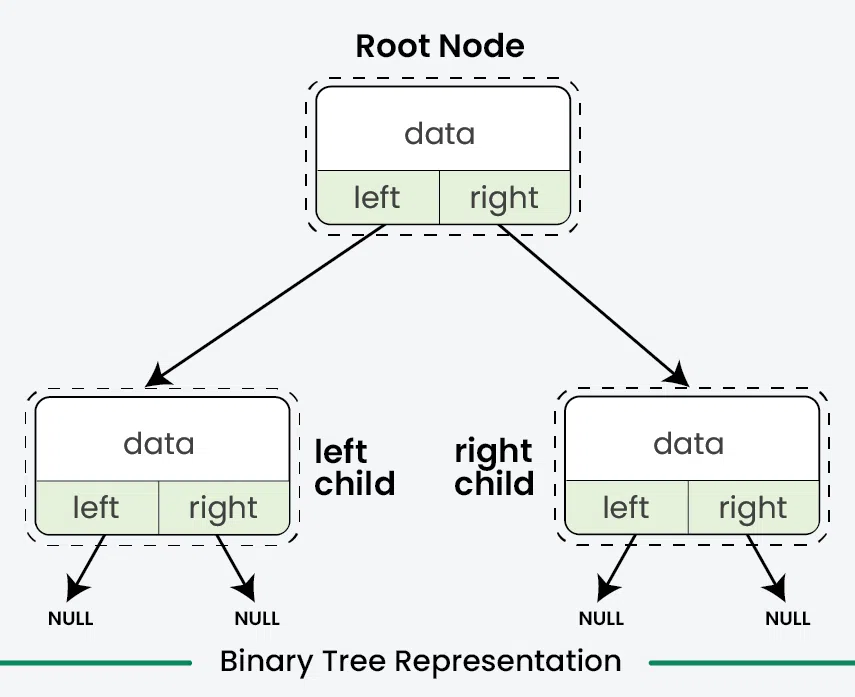 Root Node
data
left right
data
left right
left
child
right
child
data
left right
NULL NULL NULL NULL
Binary Tree Representation